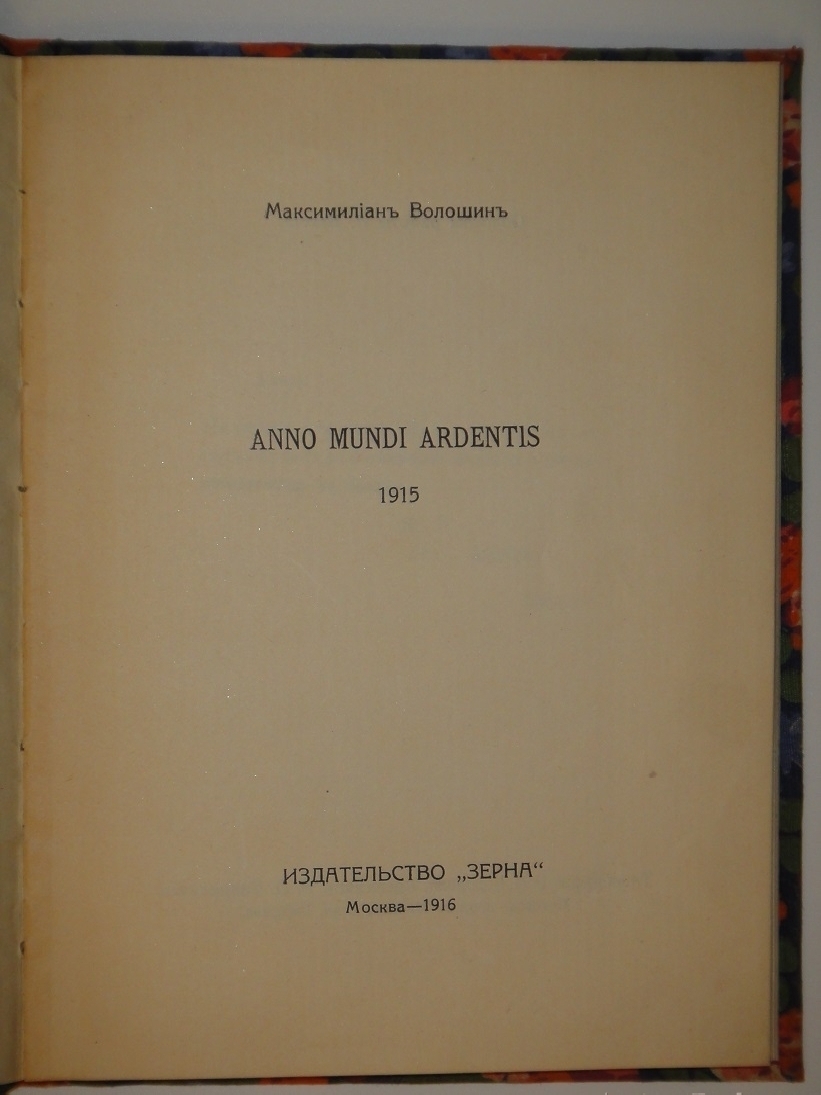 Максимиліанъ Волошинъ
ANNO MUNDI ARDENTIS
1915
ИЗДАТЕЛЬСТВО „ЗЕРНА“
Москва—1916